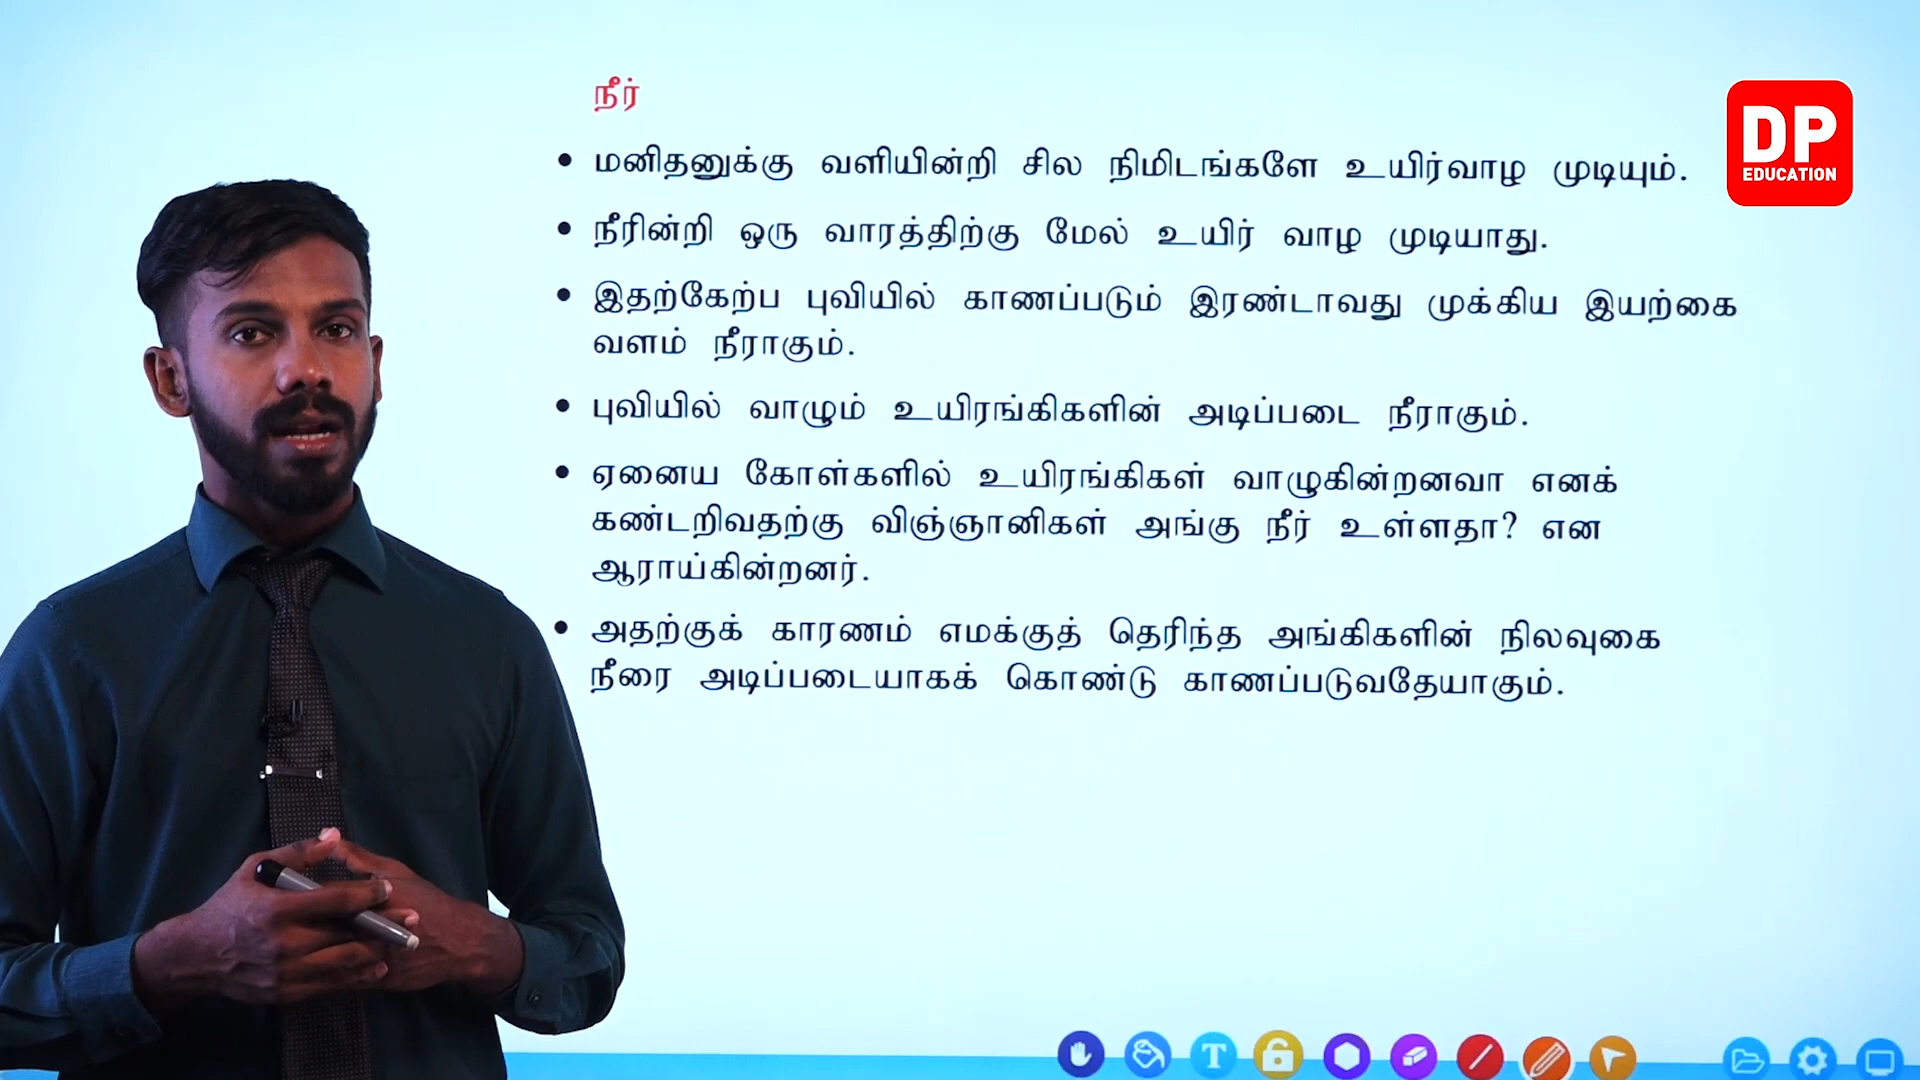 நீர்
DP
EDUCATION
• மனிதனுக்கு வளியின்றி சில நிமிடங்களே உயிர்வாழ முடியும்.
• நீரின்றி ஒரு வாரத்திற்கு மேல் உயிர் வாழ முடியாது.
• இதற்கேற்ப புவியில் காணப்படும் இரண்டாவது முக்கிய இயற்கை
வளம் நீராகும்.
• புவியில் வாழும் உயிரங்கிகளின் அடிப்படை நீராகும்.
• ஏனைய கோள்களில் உயிரங்கிகள் வாழுகின்றனவா எனக்
கண்டறிவதற்கு விஞ்ஞானிகள் அங்கு நீர் உள்ளதா? என
ஆராய்கின்றனர்.
• அதற்குக் காரணம் எமக்குத் தெரிந்த அங்கிகளின் நிலவுகை
நீரை அடிப்படையாகக் கொண்டு காணப்படுவதேயாகும்.
T